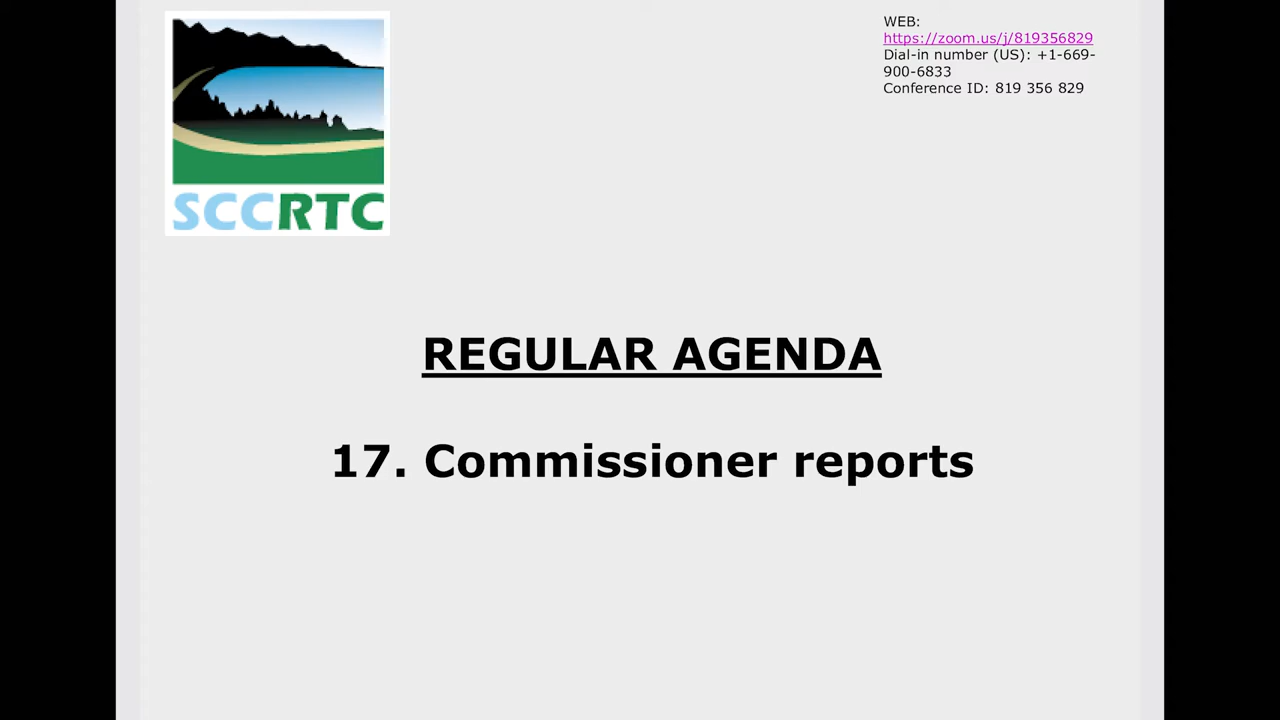 WEB:
https://zoom.us/j/819356829
Dial-in number (US): +1-669-
900-6833
Conference ID: 819 356 829
SCCRTC
REGULAR AGENDA
17. Commissioner reports